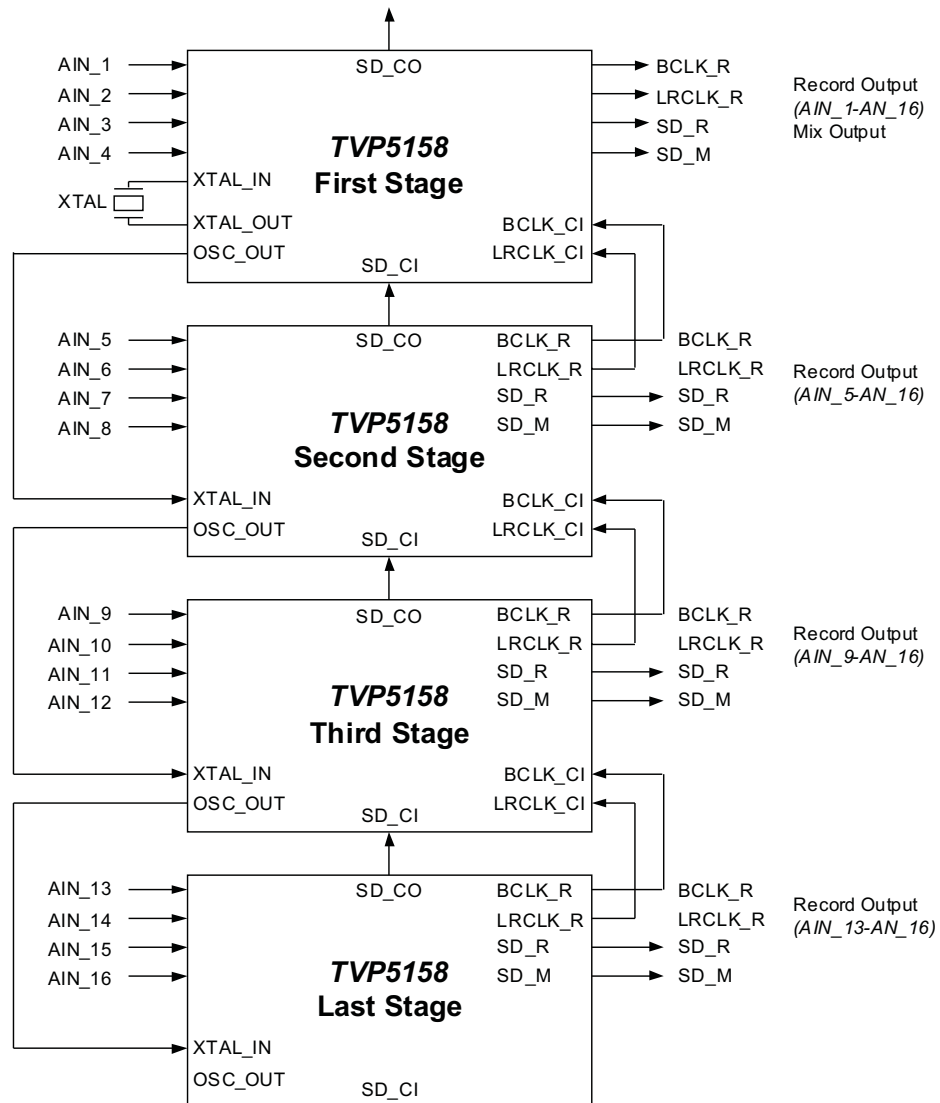 SD_CO
AIN_1
AIN_2
AIN_3
AIN_4
XTAL
XTAL_IN
XTAL_OUT
OSC_OUT
TVP5158
First Stage
SD_CI
BCLK_CI
LRCLK_CI
BCLK_R
LRCLK_R
SD_R
SD_M
Record Output
(AIN_1-AN_16)
Mix Output
SD_CO
AIN_5
AIN_6
AIN_7
AIN_8
XTAL_IN
OSC_OUT
TVP5158
Second Stage
SD_CI
BCLK_R
LRCLK_R
SD_R
SD_M
BCLK_CI
LRCLK_CI
BCLK_R
LRCLK_R
SD_R
SD_M
Record Output
(AIN_5-AN_16)
SD_CO
AIN_9
AIN_10
AIN_11
AIN_12
XTAL_IN
OSC_OUT
TVP5158
Third Stage
SD_CI
BCLK_R
LRCLK_R
SD_R
SD_M
BCLK_CI
LRCLK_CI
BCLK_R
LRCLK_R
SD_R
SD_M
Record Output
(AIN_9-AN_16)
SD_CO
AIN_13
AIN_14
AIN_15
AIN_16
XTAL_IN
OSC_OUT
TVP5158
Last Stage
SD_CI
BCLK_R
LRCLK_R
SD_R
SD_M
BCLK_R
LRCLK_R
SD_R
SD_M
Record Output
(AIN_13-AN_16)